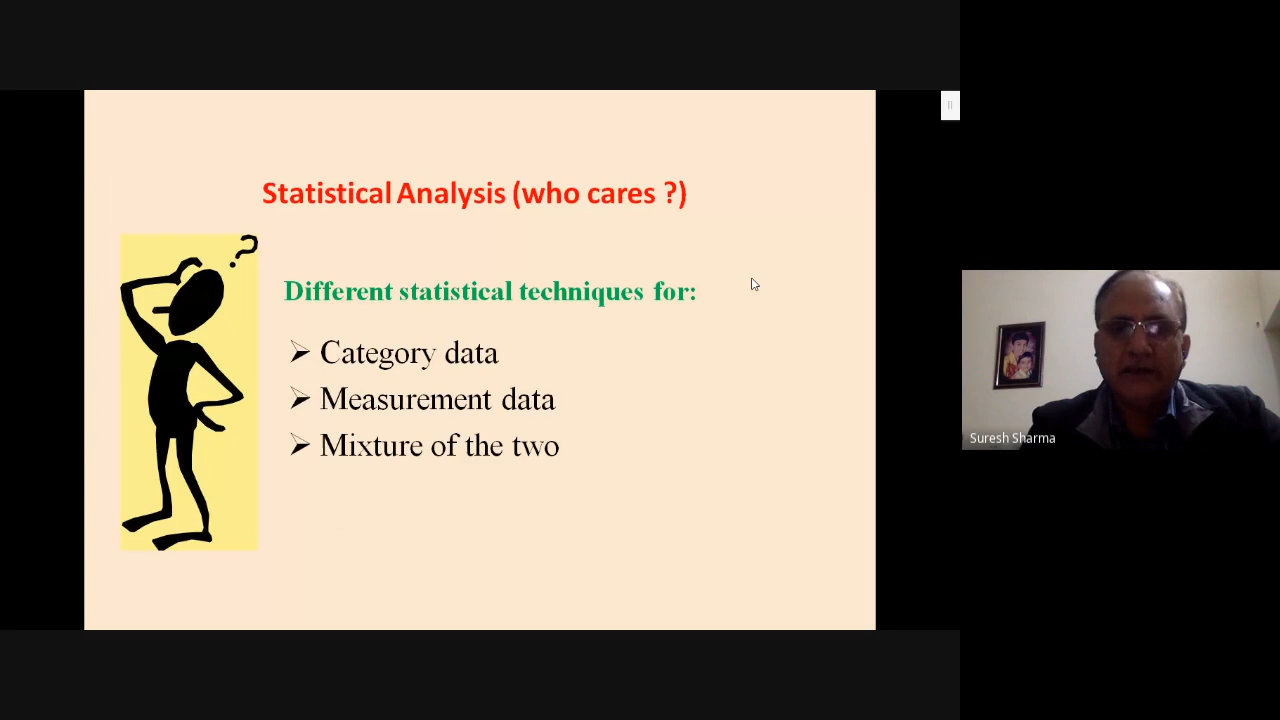 Statistical Analysis (who cares ?)
?
Different statistical techniques for:
➢ Category data
➢ Measurement data
➢ Mixture of the two
Suresh Sharma